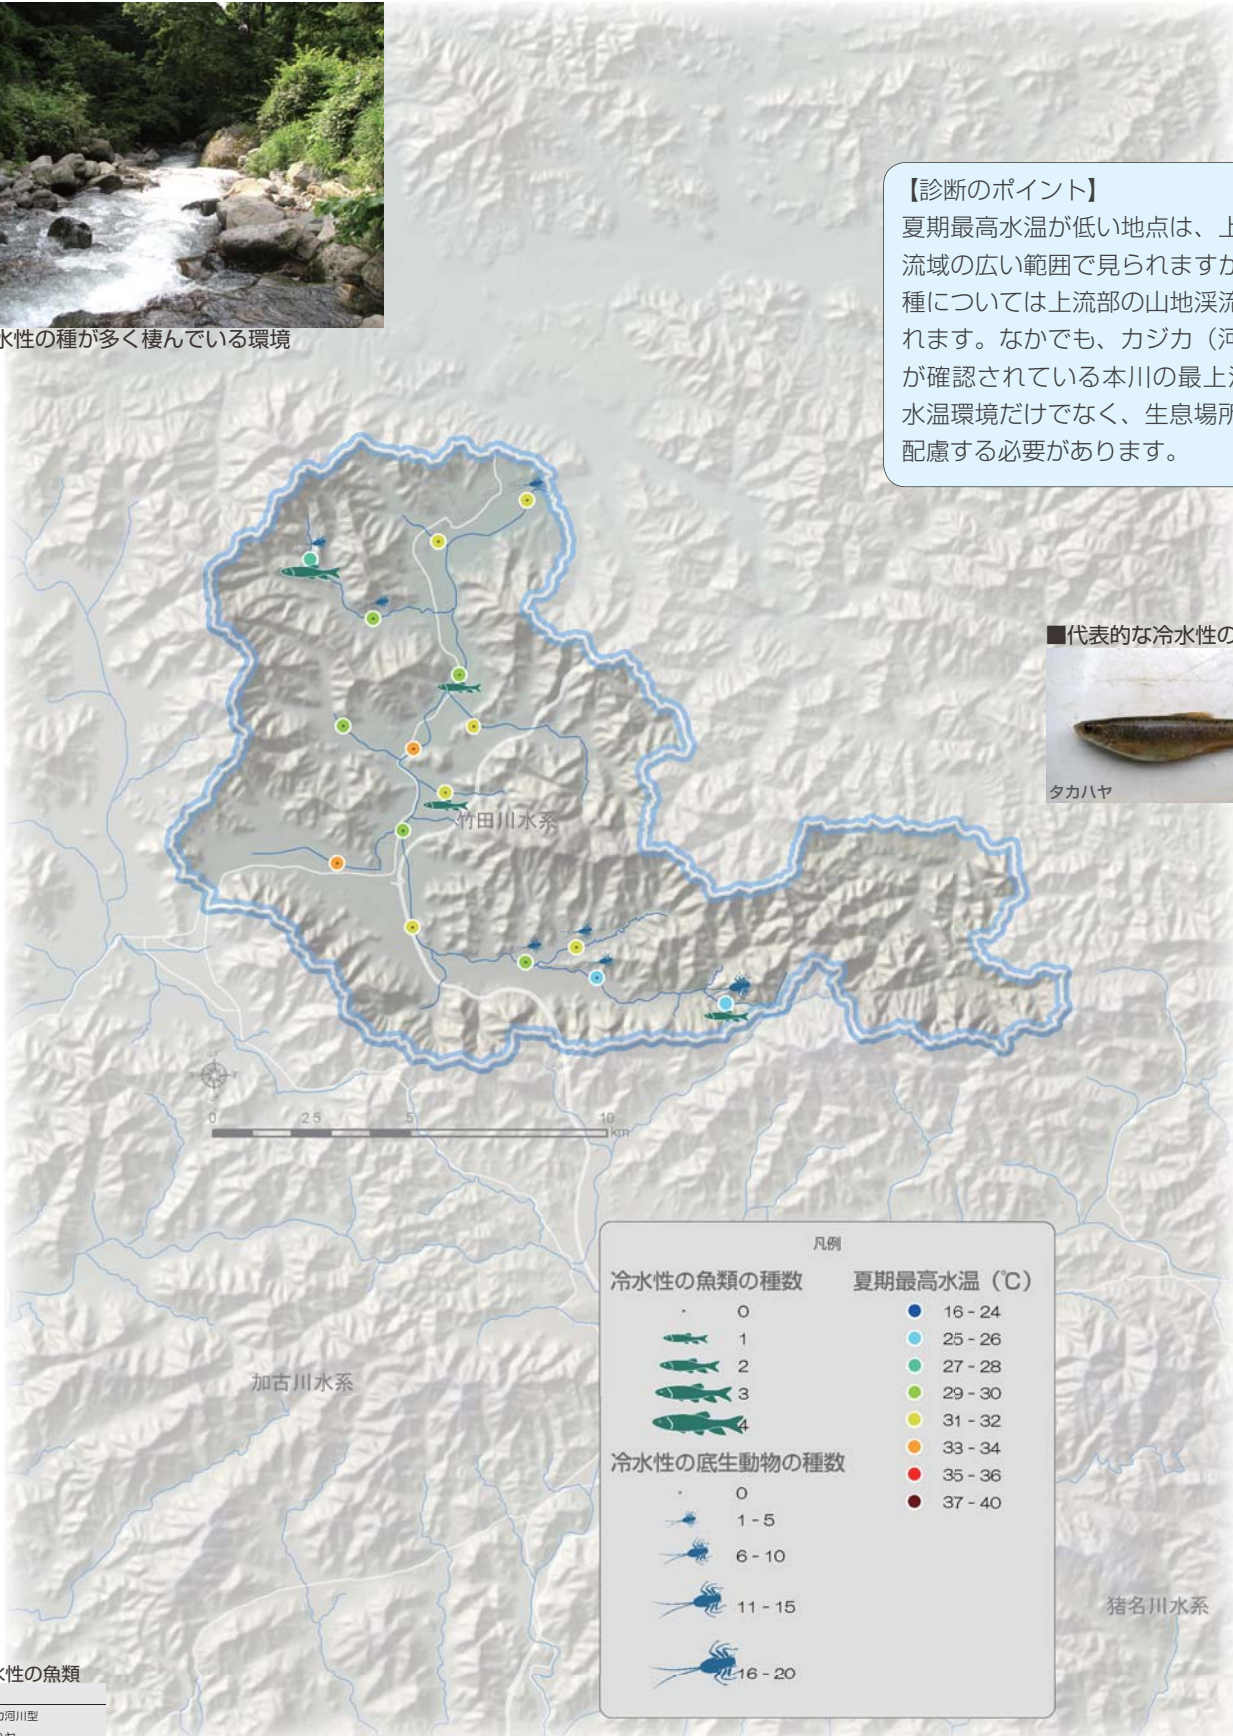 水性の種が多く棲んでいる環境
【診断のポイント】
夏期最高水温が低い地点は、上
流域の広い範囲で見られますが
種については上流部の山地渓流
れます。なかでも、カジカ（河
が確認されている本川の最上
水温環境だけでなく、生息場所
配慮する必要があります。
■代表的な冷水性の
タカハヤ
竹田川水系
0 2.5 5 10
km
凡例
冷水性の魚類の種数
0
1
2
3
4
冷水性の底生動物の種数
0
1 - 5
6 - 10
11 - 15
16 - 20
夏期最高水温（℃）
16 - 24
25 - 26
27 - 28
29 - 30
31 - 32
33 - 34
35 - 36
37 - 40
加古川水系
猪名川水系
水性の魚類
河川型